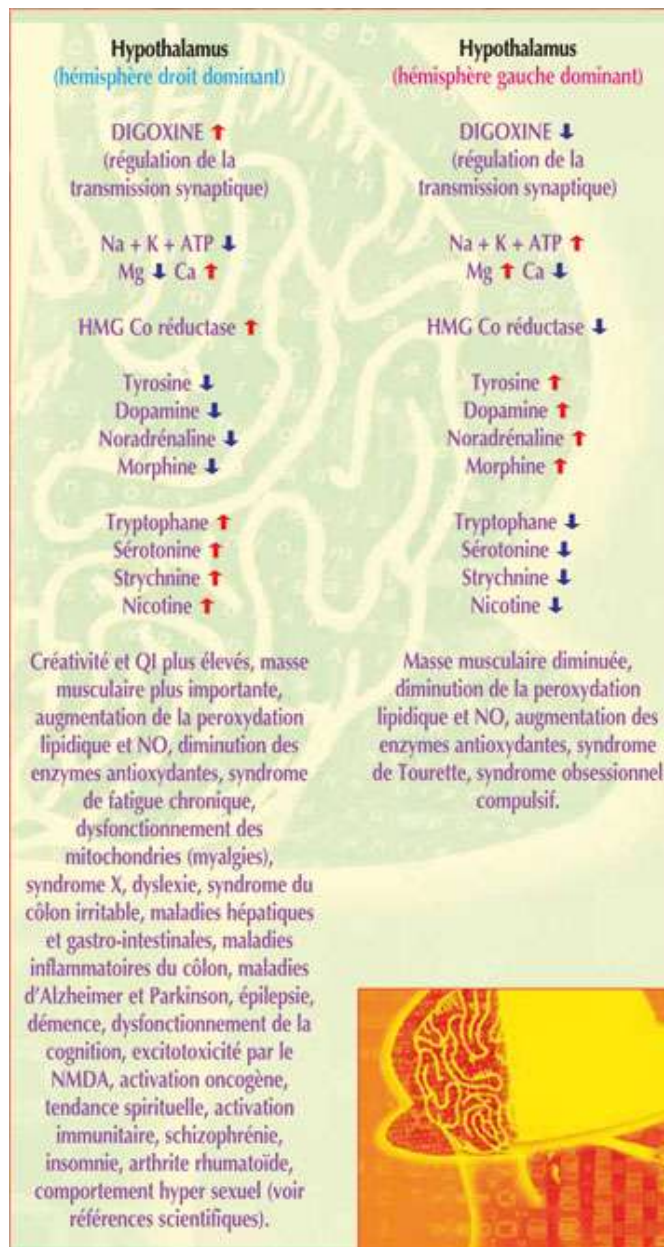 Hypothalamus
(hémisphère droit dominant)
DIGOXINE ⬆
(régulation de la
transmission synaptique)
Na + K + ATP ⬇
Mg ⬇ Ca ⬆
HMG Co réductase ⬆
Tyrosine ⬇
Dopamine ⬇
Noradrénaline ⬇
Morphine ⬇
Tryptophane ⬆
Sérotonine ⬆
Strychnine ⬆
Nicotine ⬆
Créativité et QI plus élevés, masse
musculaire plus importante,
augmentation de la peroxydation
lipidique et NO, diminution des
enzymes antioxydantes, syndrome
de fatigue chronique,
dysfonctionnement des
mitochondries (myalgies),
syndrome X, dyslexie, syndrome du
côlon irritable, maladies hépatiques
et gastro-intestinales, maladies
inflammatoires du côlon, maladies
d'Alzheimer et Parkinson, épilepsie,
démence, dysfonctionnement de la
cognition, excitotoxicité par le
NMDA, activation oncogène,
tendance spirituelle, activation
immunitaire, schizophrénie,
insomnie, arthrite rhumatoïde,
comportement hyper sexuel (voir
références scientifiques).
Hypothalamus
(hémisphère gauche dominant)
DIGOXINE ⬇
(régulation de la
transmission synaptique)
Na + K + ATP ⬆
Mg ⬆ Ca ⬇
HMG Co réductase ⬇
Tyrosine ⬆
Dopamine ⬆
Noradrénaline ⬆
Morphine ⬆
Tryptophane ⬇
Sérotonine ⬇
Strychnine ⬇
Nicotine ⬇
Masse musculaire diminuée,
diminution de la peroxydation
lipidique et NO, augmentation des
enzymes antioxydantes, syndrome
de Tourette, syndrome obsessionnel
compulsif.